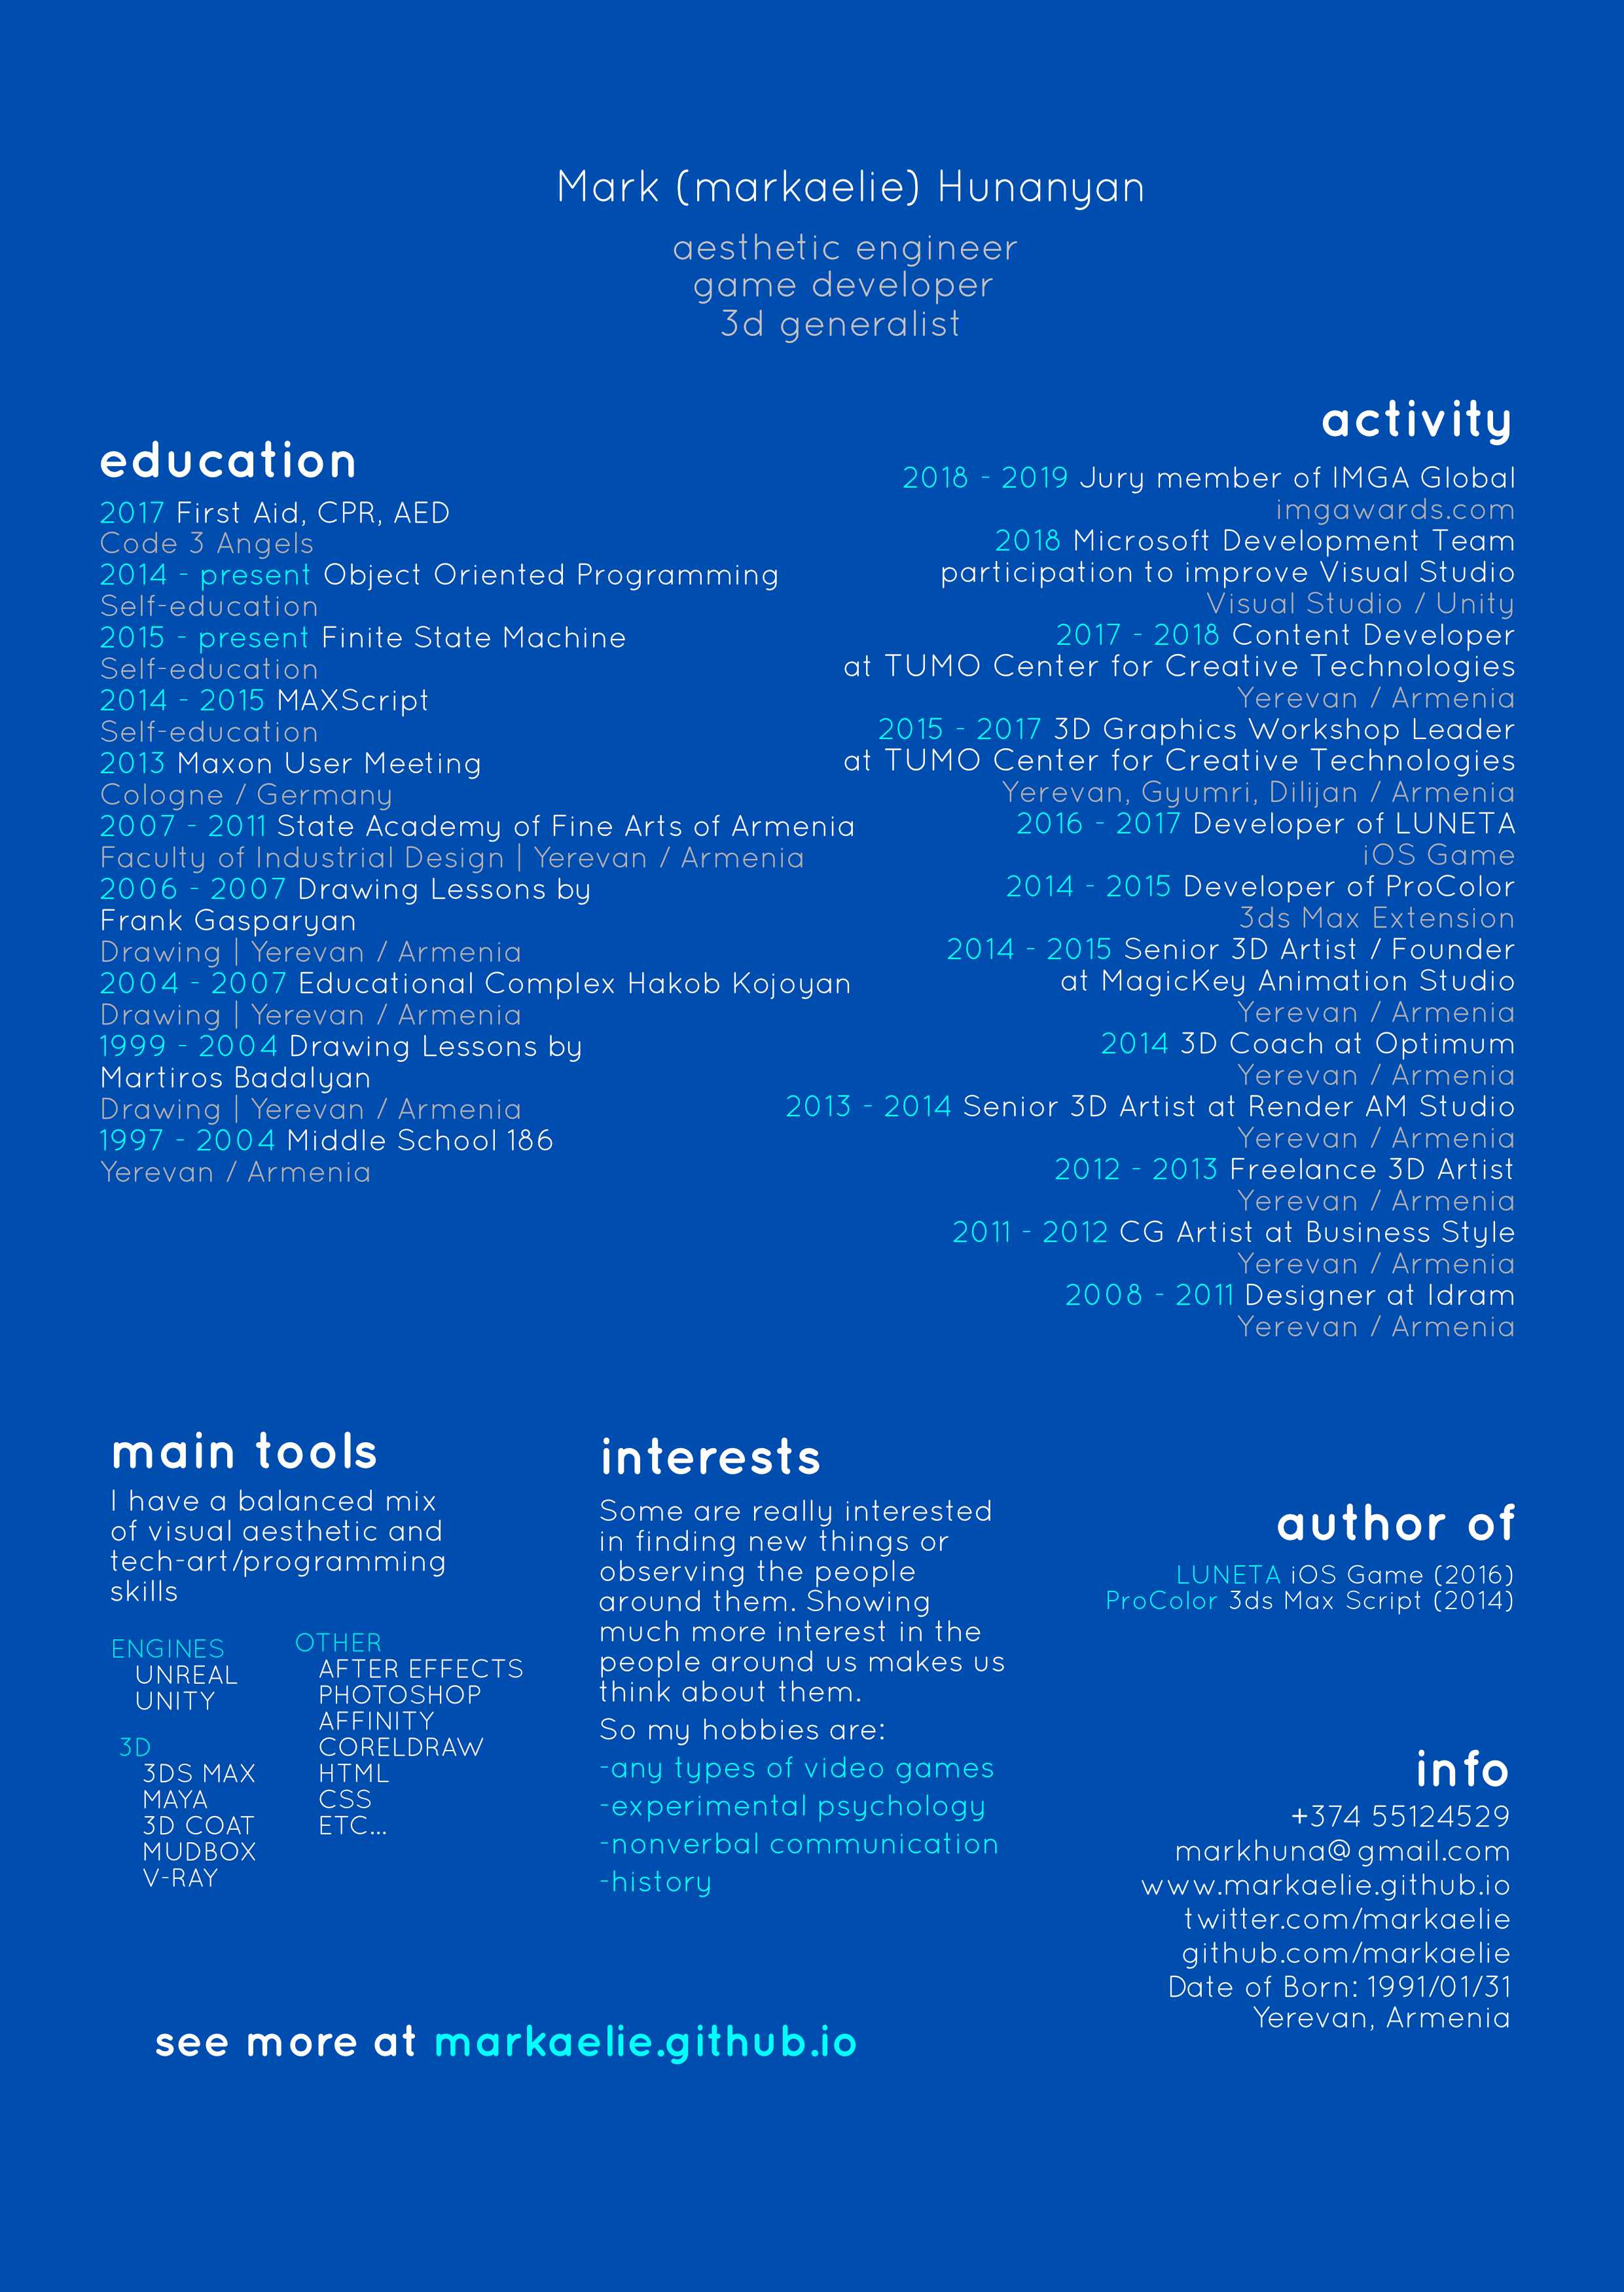 Mark (markaelie) Hunanyan
aesthetic engineer
game developer
3d generalist
education
2017 First Aid, CPR, AED
Code 3 Angels
2014 - present Object Oriented Programming
Self-education
2015 - present Finite State Machine
Self-education
2014 - 2015 MAXScript
Self-education
2013 Maxon User Meeting
Cologne / Germany
2007 - 2011 State Academy of Fine Arts of Armenia
Faculty of Industrial Design | Yerevan / Armenia
2006 - 2007 Drawing Lessons by
Frank Gasparyan
Drawing | Yerevan / Armenia
2004 - 2007 Educational Complex Hakob Kojoyan
Drawing | Yerevan / Armenia
1999 - 2004 Drawing Lessons by
Martiros Badalyan
Drawing | Yerevan / Armenia
1997 - 2004 Middle School 186
Yerevan / Armenia
activity
2018 - 2019 Jury member of IMGA Global
imgawards.com
2018 Microsoft Development Team
participation to improve Visual Studio
Visual Studio / Unity
2017 - 2018 Content Developer
at TUMO Center for Creative Technologies
Yerevan / Armenia
2015 - 2017 3D Graphics Workshop Leader
at TUMO Center for Creative Technologies
Yerevan, Gyumri, Dilijan / Armenia
2016 - 2017 Developer of LUNETA
iOS Game
2014 - 2015 Developer of ProColor
3ds Max Extension
2014 - 2015 Senior 3D Artist / Founder
at MagicKey Animation Studio
Yerevan / Armenia
2014 3D Coach at Optimum
Yerevan / Armenia
2013 - 2014 Senior 3D Artist at Render AM Studio
Yerevan / Armenia
2012 - 2013 Freelance 3D Artist
Yerevan / Armenia
2011 - 2012 CG Artist at Business Style
Yerevan / Armenia
2008 - 2011 Designer at Idram
Yerevan / Armenia
main tools
I have a balanced mix
of visual aesthetic and
tech-art/programming
skills
ENGINES
UNREAL
UNITY
3D
3DS MAX
MAYA
3D COAT
MUDBOX
V-RAY
OTHER
AFTER EFFECTS
PHOTOSHOP
AFFINITY
CORELDRAW
HTML
CSS
ETC...
interests
Some are really interested
in finding new things or
observing the people
around them. Showing
much more interest in the
people around us makes us
think about them.
So my hobbies are:
-any types of video games
-experimental psychology
-nonverbal communication
-history
author of
LUNETA iOS Game (2016)
ProColor 3ds Max Script (2014)
info
+374 55124529
markhuna@gmail.com
www.markaelie.github.io
twitter.com/markaelie
github.com/markaelie
Date of Born: 1991/01/31
Yerevan, Armenia
see more at markaelie.github.io